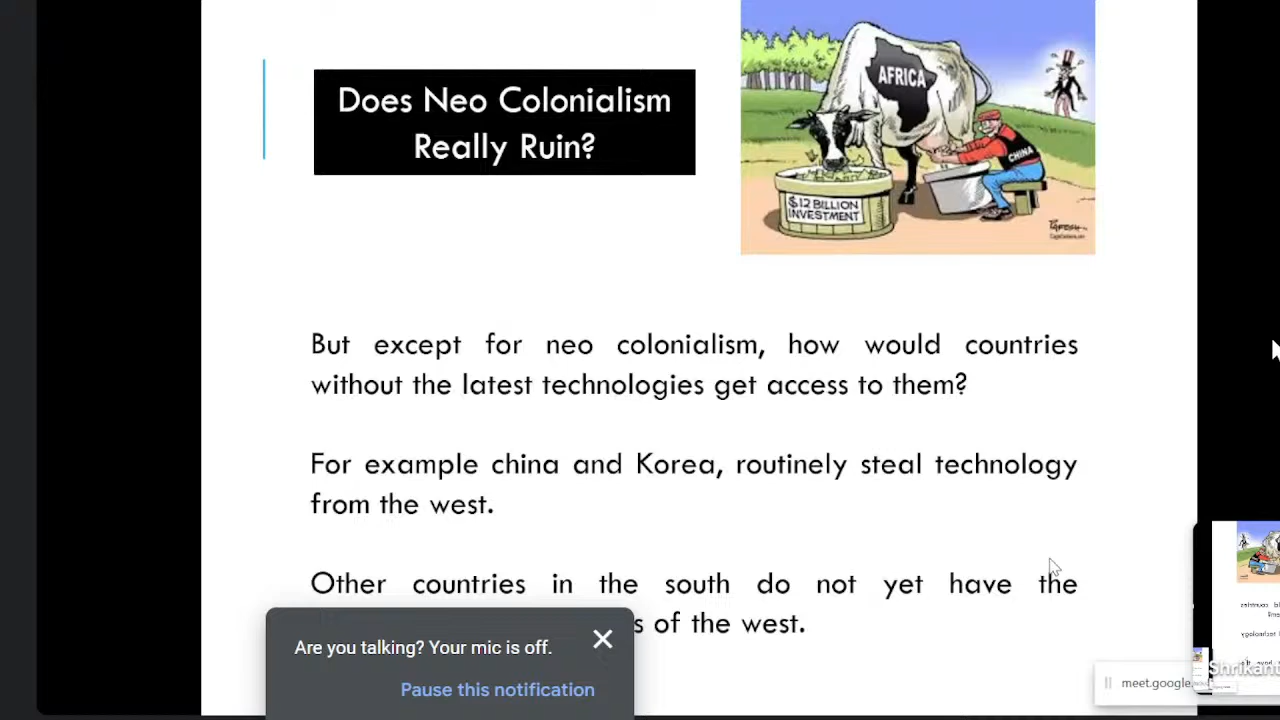 Does Neo Colonialism
Really Ruin?
AFRICA
CHINA
$12 BILLION
INVESTMENT
But except for neo colonialism, how would countries
without the latest technologies get access to them?
For example china and Korea, routinely steal technology
from the west.
Other countries in the south do not yet have the
s of the west.
Are you talking? Your mic is off.
Pause this notification
meet.google.
Shrikant